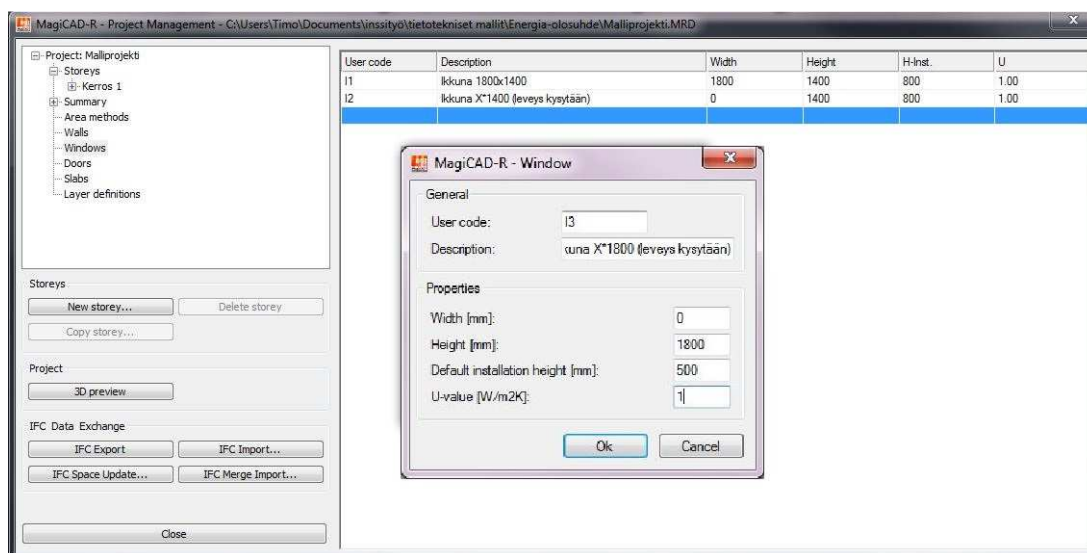 MagiCAD-R - Project Management - C:\Users\Timo\Documents\inssityö\tietotekniset mallit\Energia-olosuhde\Malliprojekti.MRD
Project: Malliprojekti
Storeys
Kerros 1
Summary
Area methods
Walls
Windows
Doors
Slabs
Layer definitions
User code Description Width Height H-Inst. U
I1 Ikkuna 1800x1400 1800 1400 800 1.00
I2 Ikkuna X*1400 (leveys kysytään) 0 1400 800 1.00
MagiCAD-R - Window
General
User code: I3
Description: kuna X*1800 (leveys kysytään)
Properties
Width [mm]: 0
Height [mm]: 1800
Default installation height [mm]: 500
U-value [W/m2K]: 1
Ok Cancel
Storeys
New storey... Delete storey
Copy storey...
Project
3D preview
IFC Data Exchange
IFC Export IFC Import...
IFC Space Update... IFC Merge Import...
Close